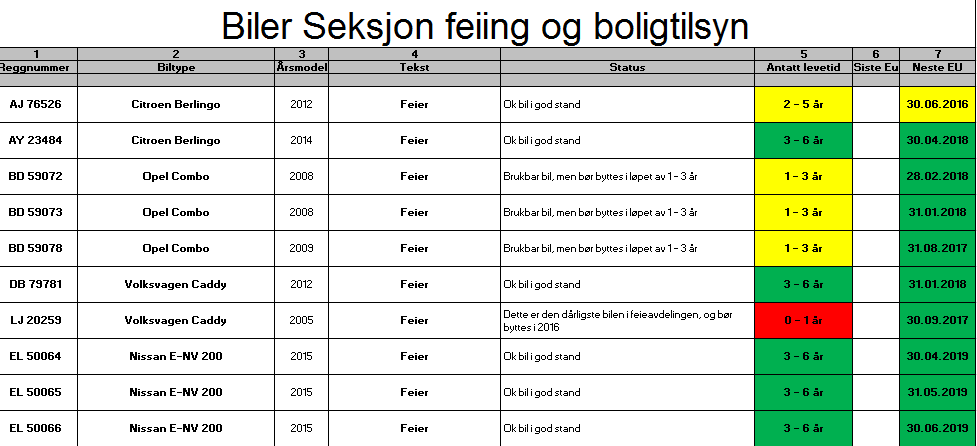 Biler Seksjon feiing og boligtilsyn
1 2 3 4 5 6 7
Reggnummer Biltype Årsmodel Tekst Status Antatt levetid Siste Eu Neste EU
AJ 76526 Citroen Berlingo 2012 Feier Ok bil i god stand 2 - 5 år 30.06.2016
AY 23484 Citroen Berlingo 2014 Feier Ok bil i god stand 3 - 6 år 30.04.2018
BD 59072 Opel Combo 2008 Feier Brukbar bil, men bør byttes i løpet av 1 - 3 år 1 - 3 år 28.02.2018
BD 59073 Opel Combo 2008 Feier Brukbar bil, men bør byttes i løpet av 1 - 3 år 1 - 3 år 31.01.2018
BD 59078 Opel Combo 2009 Feier Brukbar bil, men bør byttes i løpet av 1 - 3 år 1 - 3 år 31.08.2017
DB 79781 Volksvagen Caddy 2012 Feier Ok bil i god stand 3 - 6 år 31.01.2018
LJ 20259 Volksvagen Caddy 2005 Feier Dette er den dårligste bilen i feieavdelingen, og bør
byttes i 2016 0 - 1 år 30.09.2017
EL 50064 Nissan E-NV 200 2015 Feier Ok bil i god stand 3 - 6 år 30.04.2019
EL 50065 Nissan E-NV 200 2015 Feier Ok bil i god stand 3 - 6 år 31.05.2019
EL 50066 Nissan E-NV 200 2015 Feier Ok bil i god stand 3 - 6 år 30.06.2019